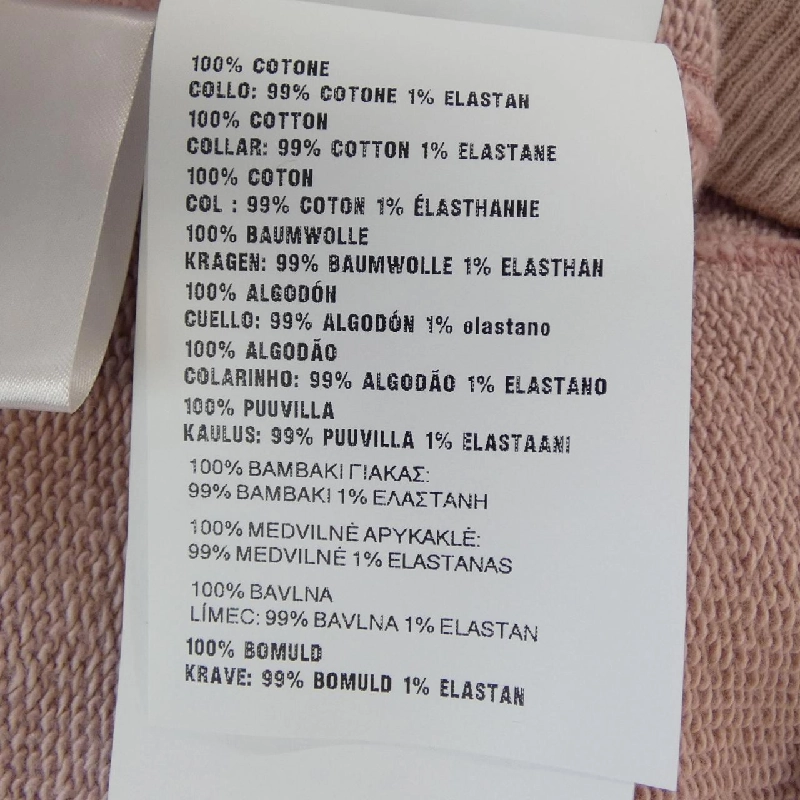 100% COTONE
COLLO: 99% COTONE 1% ELASTAN
100% COTTON
COLLAR: 99% COTTON 1% ELASTANE
100% COTON
COL : 99% COTON 1% ÉLASTHANNE
100% BAUMWOLLE
KRAGEN: 99% BAUMWOLLE 1% ELASTHAN
100% ALGODÓN
CUELLO: 99% ALGODÓN 1% elastano
100% ALGODÃO
COLARINHO: 99% ALGODÃO 1% ELASTANO
100% PUUVILLA
KAULUS: 99% PUUVILLA 1% ELASTAANI
100% ΒΑΜΒΑΚΙ ΓΙΑΚΑΣ:
99% ΒΑΜΒΑΚΙ 1% ΕΛΑΣΤΑΝΗ
100% MEDVILNĖ APYKAKLĖ:
99% MEDVILNĖ 1% ELASTANAS
100% BAVLNA
LÍMEC: 99% BAVLNA 1% ELASTAN
100% BOMULD
KRAVE: 99% BOMULD 1% ELASTAN